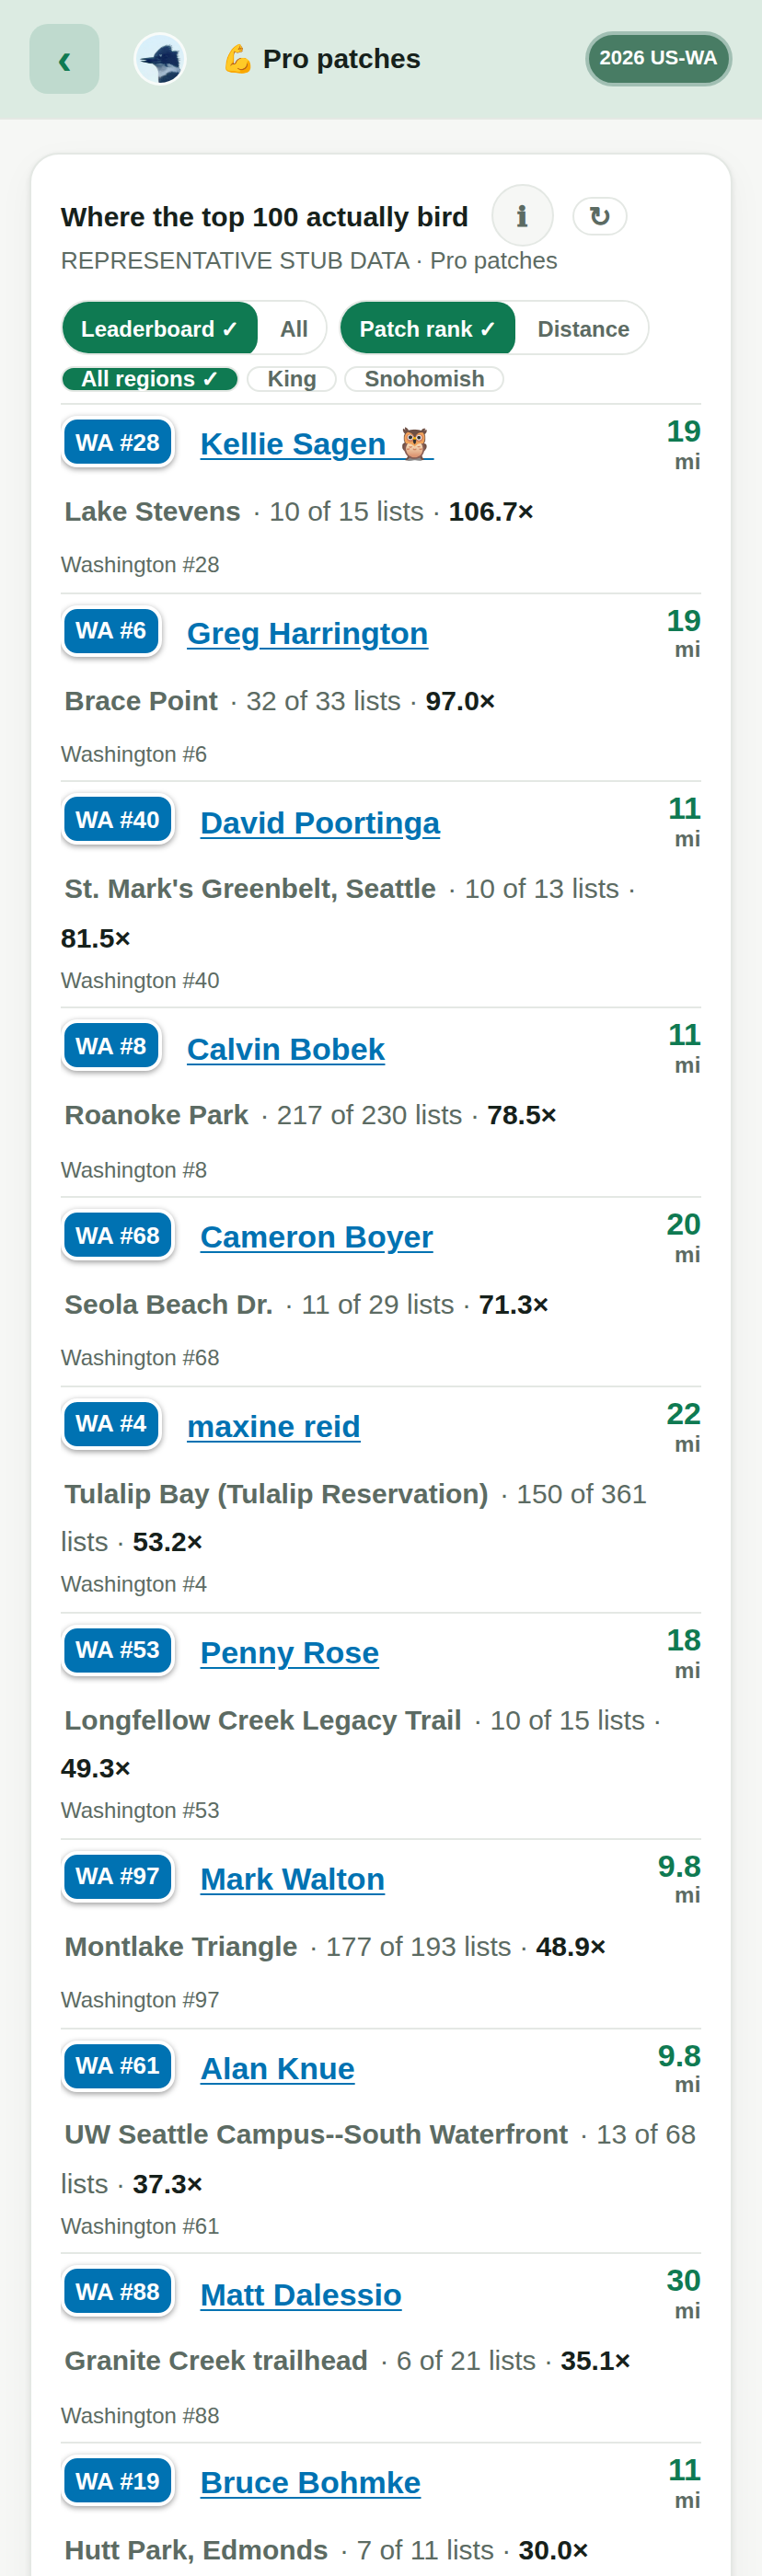 ‹ 💪 Pro patches 2026 US-WA
Where the top 100 actually bird ℹ ↻
REPRESENTATIVE STUB DATA · Pro patches
Leaderboard ✓ All Patch rank ✓ Distance
All regions ✓ King Snohomish
WA #28 Kellie Sagen 🦉 19 mi
Lake Stevens · 10 of 15 lists · 106.7×
Washington #28
WA #6 Greg Harrington 19 mi
Brace Point · 32 of 33 lists · 97.0×
Washington #6
WA #40 David Poortinga 11 mi
St. Mark's Greenbelt, Seattle · 10 of 13 lists ·
81.5×
Washington #40
WA #8 Calvin Bobek 11 mi
Roanoke Park · 217 of 230 lists · 78.5×
Washington #8
WA #68 Cameron Boyer 20 mi
Seola Beach Dr. · 11 of 29 lists · 71.3×
Washington #68
WA #4 maxine reid 22 mi
Tulalip Bay (Tulalip Reservation) · 150 of 361
lists · 53.2×
Washington #4
WA #53 Penny Rose 18 mi
Longfellow Creek Legacy Trail · 10 of 15 lists ·
49.3×
Washington #53
WA #97 Mark Walton 9.8 mi
Montlake Triangle · 177 of 193 lists · 48.9×
Washington #97
WA #61 Alan Knue 9.8 mi
UW Seattle Campus--South Waterfront · 13 of 68
lists · 37.3×
Washington #61
WA #88 Matt Dalessio 30 mi
Granite Creek trailhead · 6 of 21 lists · 35.1×
Washington #88
WA #19 Bruce Bohmke 11 mi
Hutt Park, Edmonds · 7 of 11 lists · 30.0×